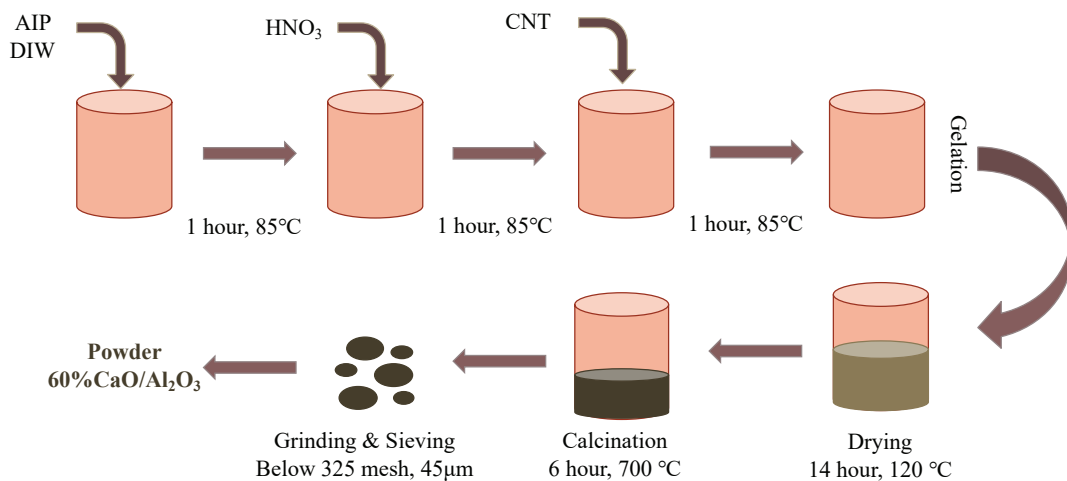 AIP
DIW
HNO₃
CNT
Gelation
1 hour, 85℃
1 hour, 85℃
1 hour, 85℃
Powder
60%CaO/Al₂O₃
Grinding & Sieving
Below 325 mesh, 45μm
Calcination
6 hour, 700 ℃
Drying
14 hour, 120 ℃